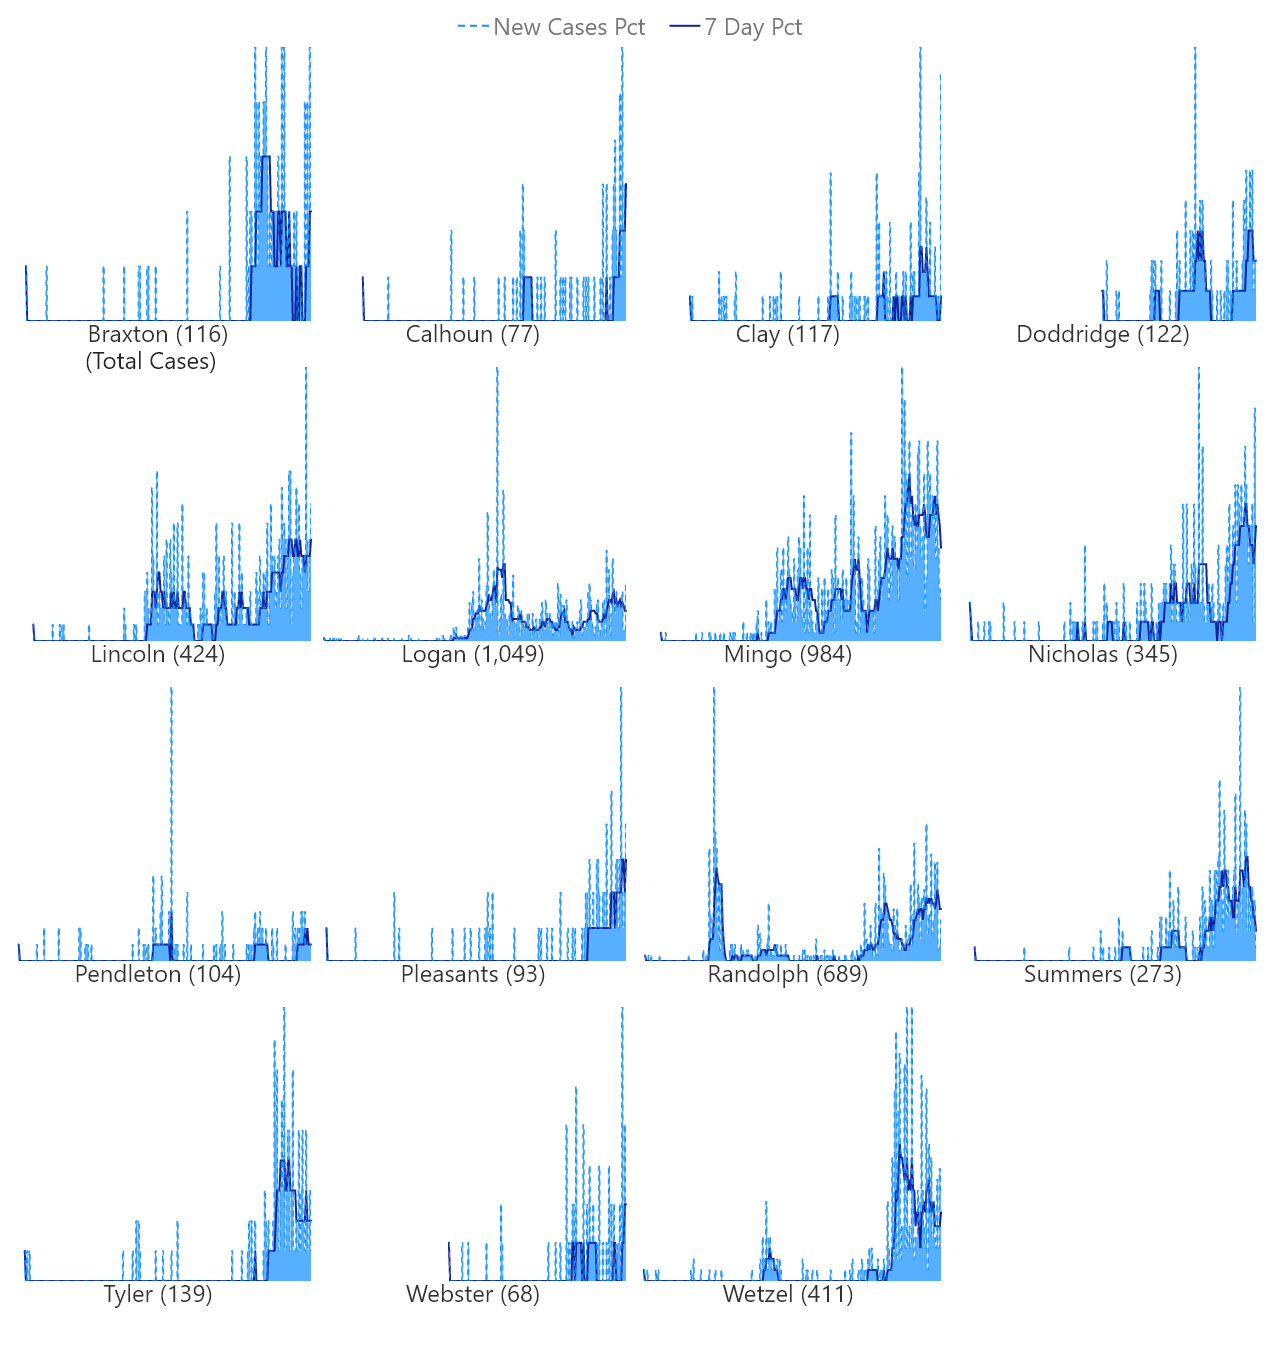 New Cases Pct 7 Day Pct
Braxton (116)
(Total Cases)
Calhoun (77)
Clay (117)
Doddridge (122)
Lincoln (424)
Logan (1,049)
Mingo (984)
Nicholas (345)
Pendleton (104)
Pleasants (93)
Randolph (689)
Summers (273)
Tyler (139)
Webster (68)
Wetzel (411)